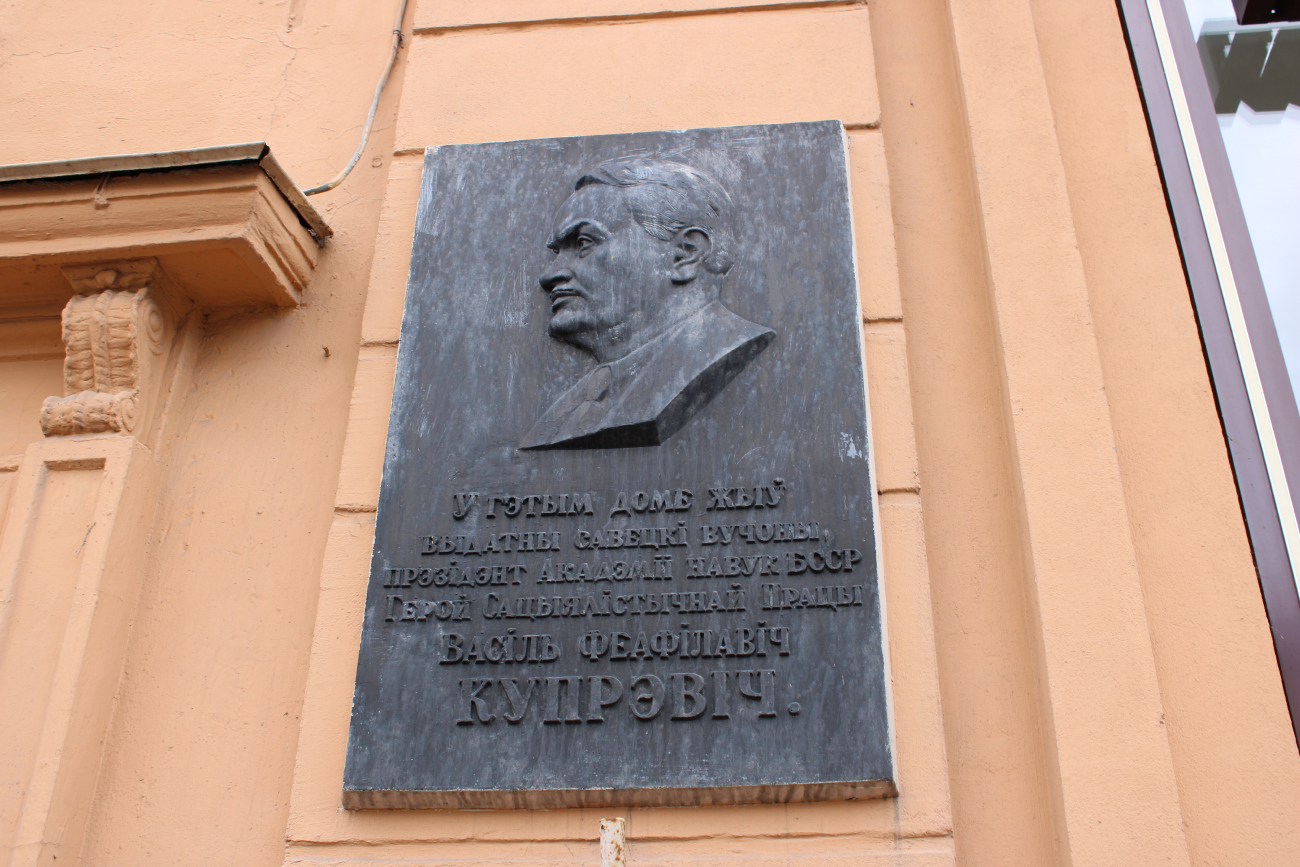 У гэтым доме жыў
выдатны савецкі вучоны,
прэзідэнт Акадэміі навук БССР
Герой Сацыялістычнай Працы
Васіль Феафілавіч
КУПРЭВІЧ.